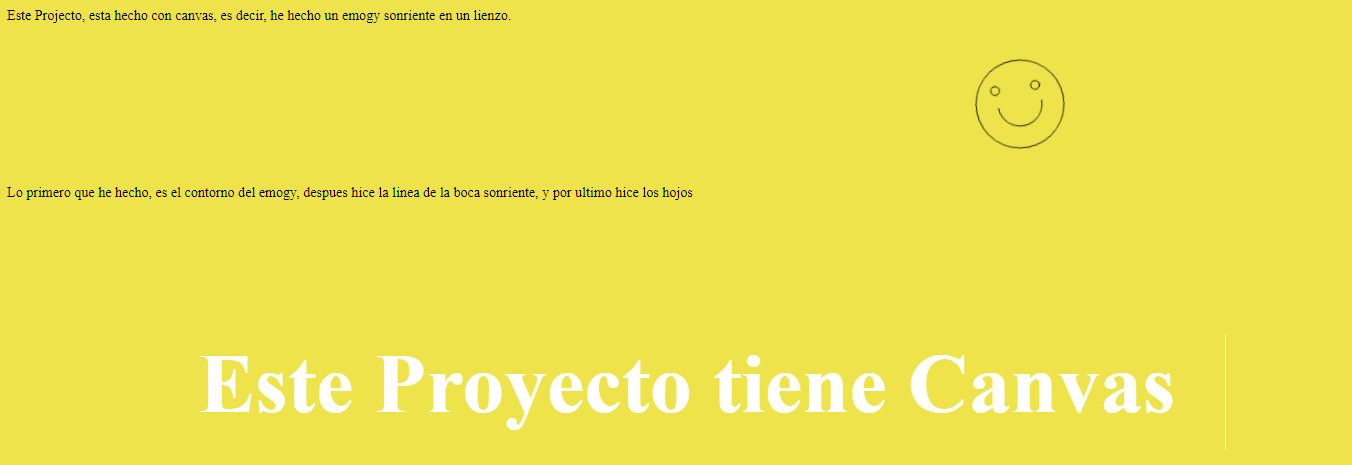 Este Projecto, esta hecho con canvas, es decir, he hecho un emogy sonriente en un lienzo.
Lo primero que he hecho, es el contorno del emogy, despues hice la linea de la boca sonriente, y por ultimo hice los hojos
Este Proyecto tiene Canvas